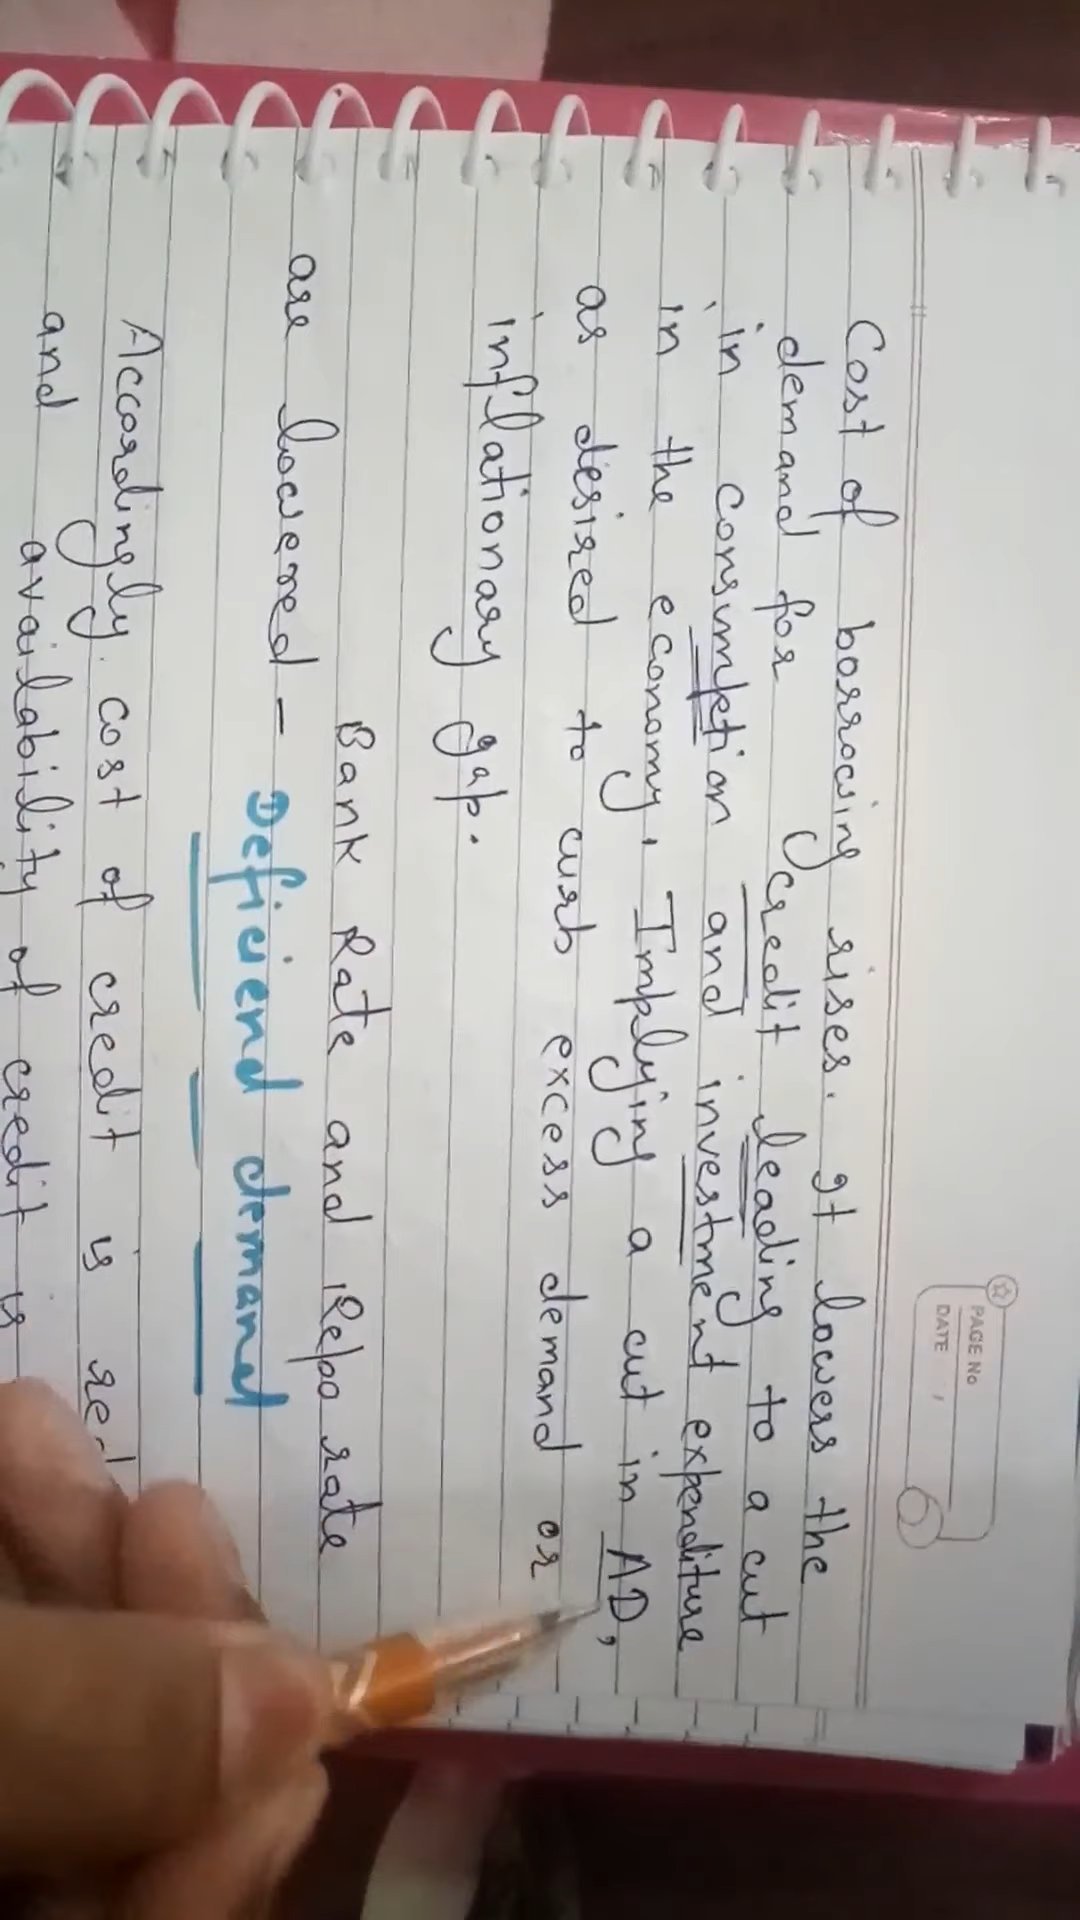 PAGE No
DATE
Cost of borrowing rises. It lowers the
demand for credit leading to a cut
in consumption and investment expenditure
in the economy, Implying a cut in AD,
as desired to curb excess demand or
inflationary gap.
Bank Rate and Repo rate
are lowered -
Deficiend demand
Accordingly. cost of credit is
and availability of credit is